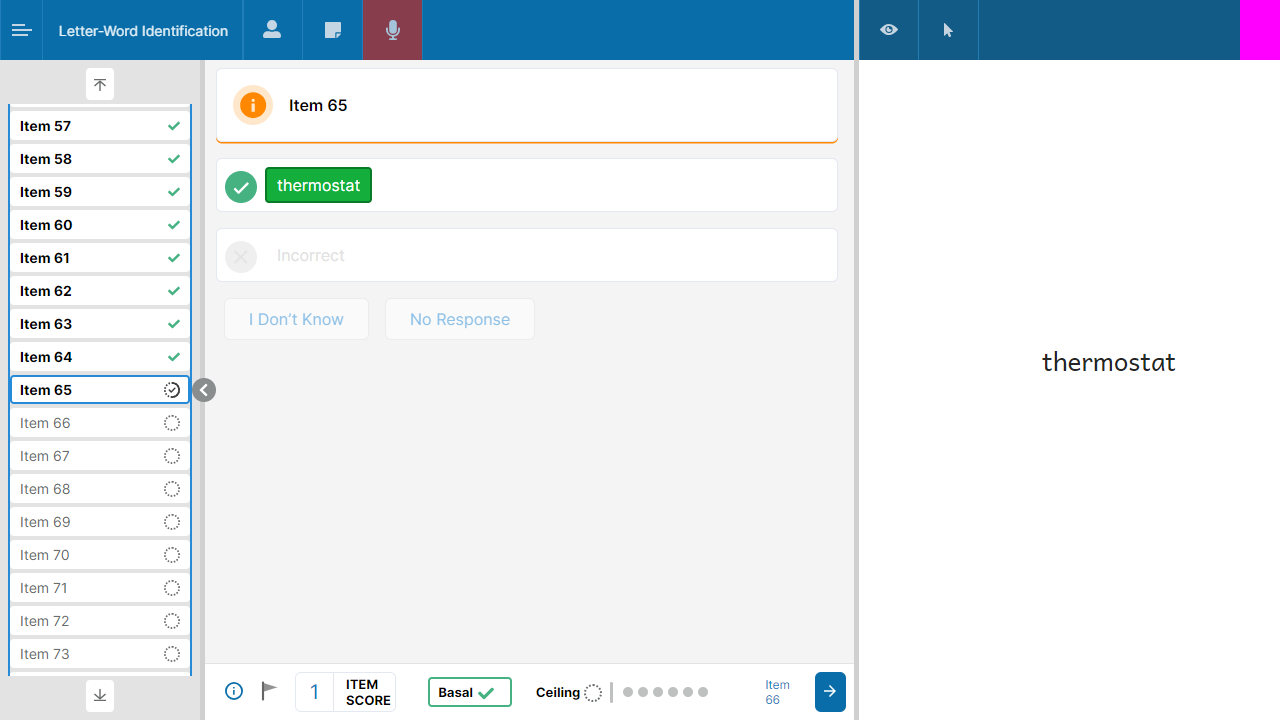 Letter-Word Identification
Item 57
Item 58
Item 59
Item 60
Item 61
Item 62
Item 63
Item 64
Item 65
Item 66
Item 67
Item 68
Item 69
Item 70
Item 71
Item 72
Item 73
Item 65
thermostat
Incorrect
I Don't Know
No Response
1
ITEM
SCORE
Basal
Ceiling
Item
66
thermostat